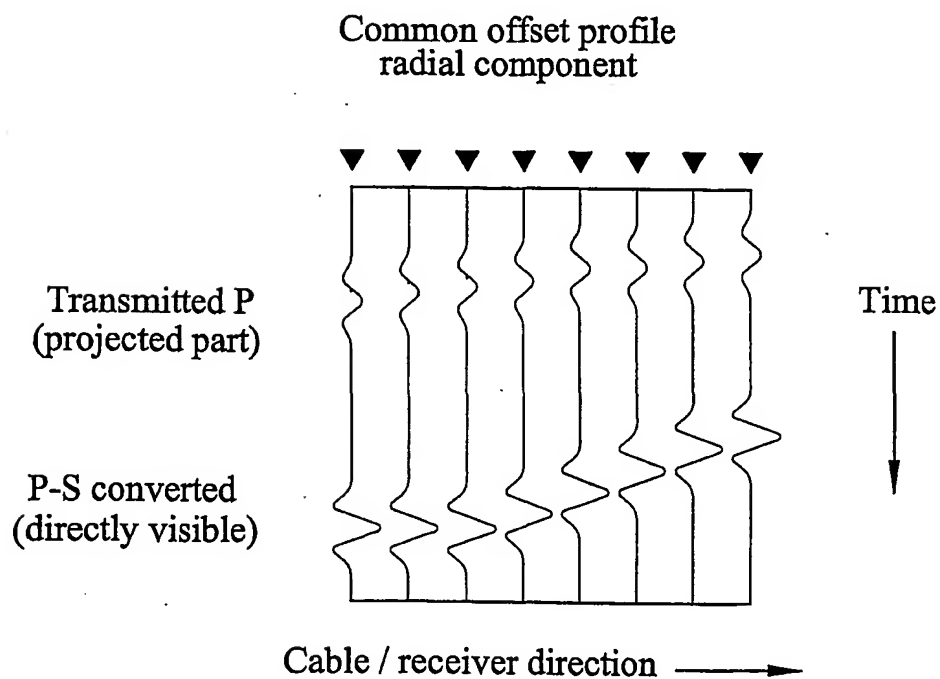 Common offset profile
radial component
Transmitted P
(projected part)
Time
P-S converted
(directly visible)
Cable / receiver direction